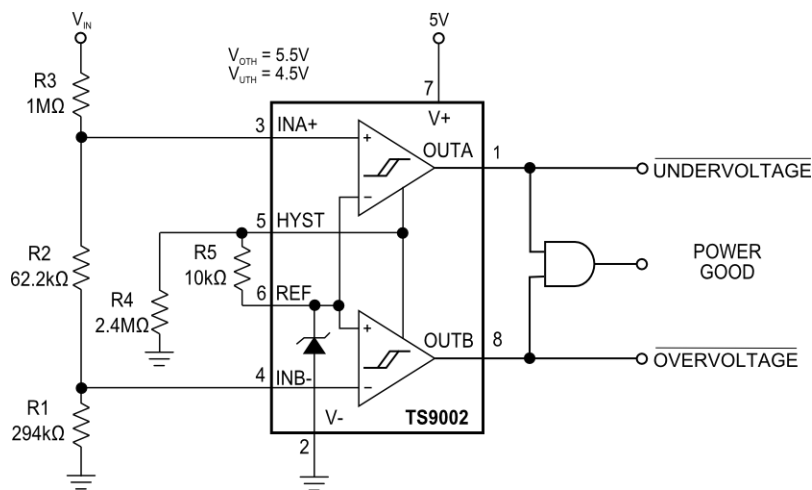 VIN
5V
VOTH = 5.5V
VUTH = 4.5V
R3
1MΩ
7
V+
3
INA+
+
OUTA
1
UNDERVOLTAGE
−
5
HYST
R2
62.2kΩ
R5
10kΩ
POWER
GOOD
6
REF
R4
2.4MΩ
+
OUTB
8
OVERVOLTAGE
4
INB-
−
R1
294kΩ
V-
TS9002
2